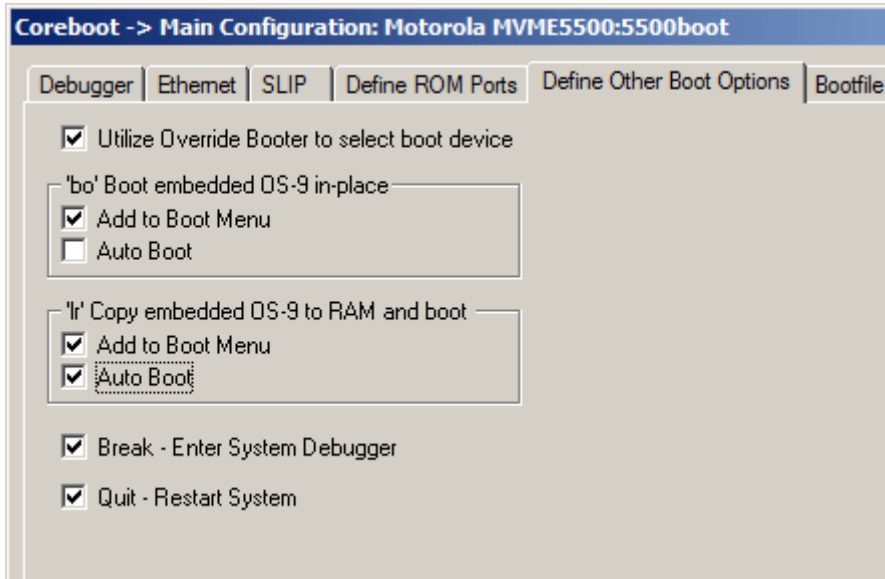 Coreboot -> Main Configuration: Motorola MVME5500:5500boot
Debugger Ethernet SLIP Define ROM Ports Define Other Boot Options Bootfile
Utilize Override Booter to select boot device
'bo' Boot embedded OS-9 in-place
Add to Boot Menu
Auto Boot
'lr' Copy embedded OS-9 to RAM and boot
Add to Boot Menu
Auto Boot
Break - Enter System Debugger
Quit - Restart System